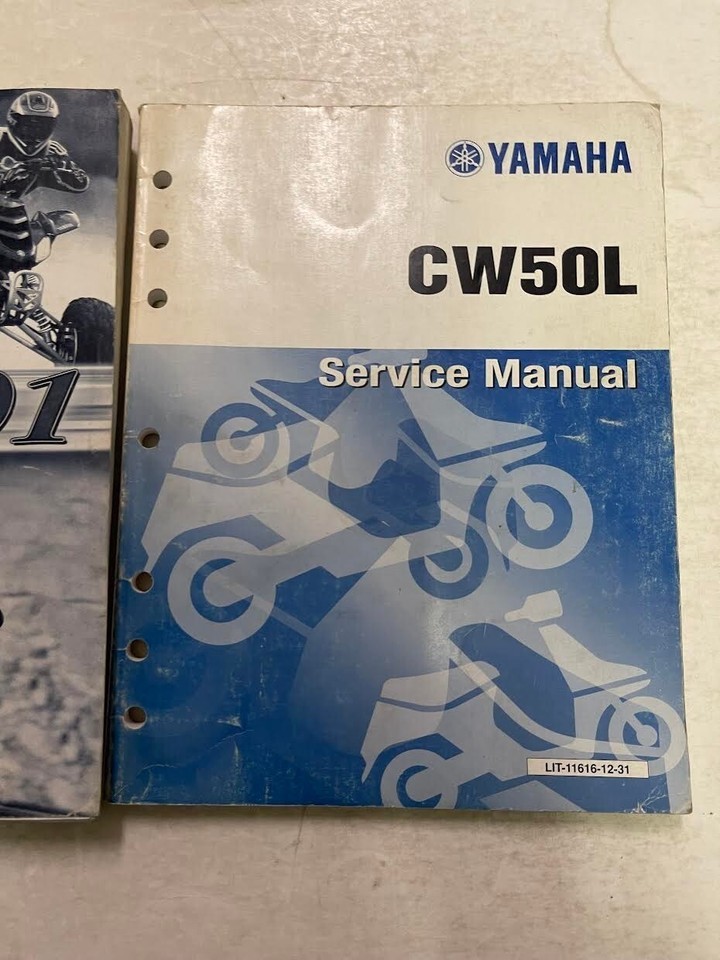 YAMAHA
CW50L
Service Manual
LIT-11616-12-31